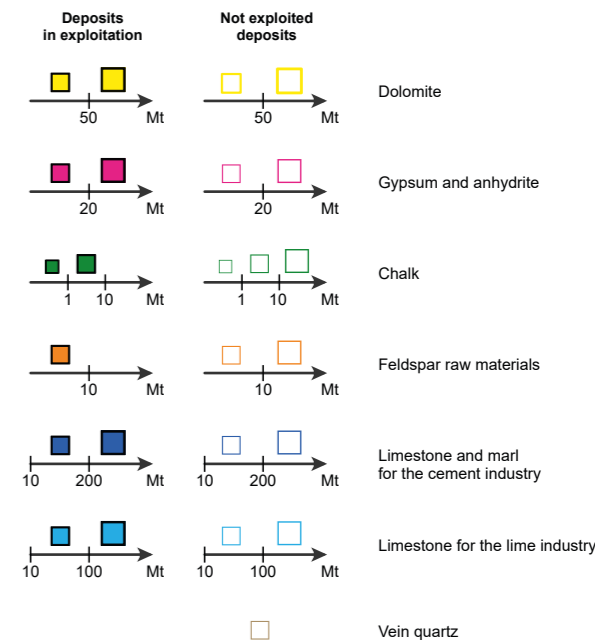 Deposits
in exploitation
Not exploited
deposits
50 Mt
50 Mt
Dolomite
20 Mt
20 Mt
Gypsum and anhydrite
1 10 Mt
1 10 Mt
Chalk
10 Mt
10 Mt
Feldspar raw materials
10 200 Mt
10 200 Mt
Limestone and marl
for the cement industry
10 100 Mt
10 100 Mt
Limestone for the lime industry
Vein quartz